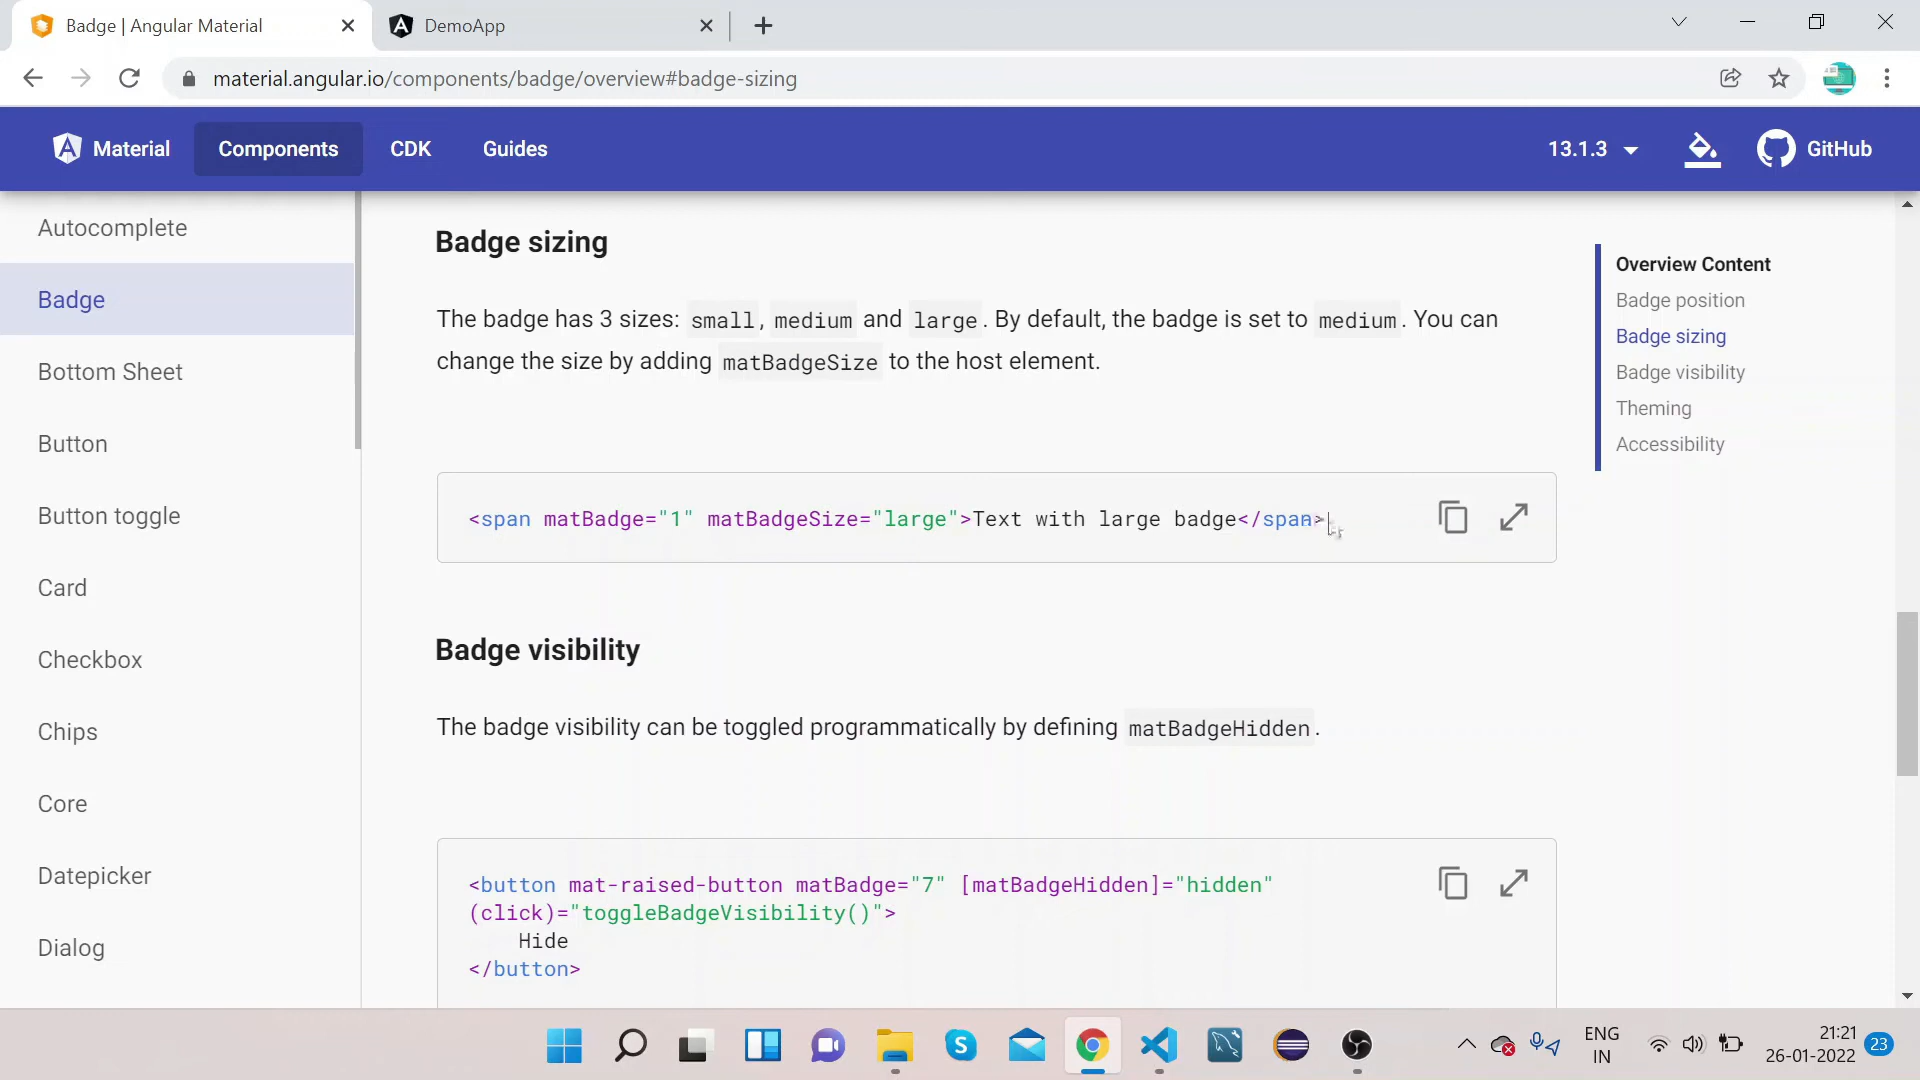 Badge | Angular Material
DemoApp
material.angular.io/components/badge/overview#badge-sizing
Material
Components
CDK
Guides
13.1.3
GitHub
Autocomplete
Badge
Bottom Sheet
Button
Button toggle
Card
Checkbox
Chips
Core
Datepicker
Dialog
Badge sizing
The badge has 3 sizes: small, medium and large. By default, the badge is set to medium. You can
change the size by adding matBadgeSize to the host element.
<span matBadge="1" matBadgeSize="large">Text with large badge</span>
Badge visibility
The badge visibility can be toggled programmatically by defining matBadgeHidden.
<button mat-raised-button matBadge="7" [matBadgeHidden]="hidden"
(click)="toggleBadgeVisibility()">
Hide
</button>
Overview Content
Badge position
Badge sizing
Badge visibility
Theming
Accessibility
ENG
IN
21:21
26-01-2022
23